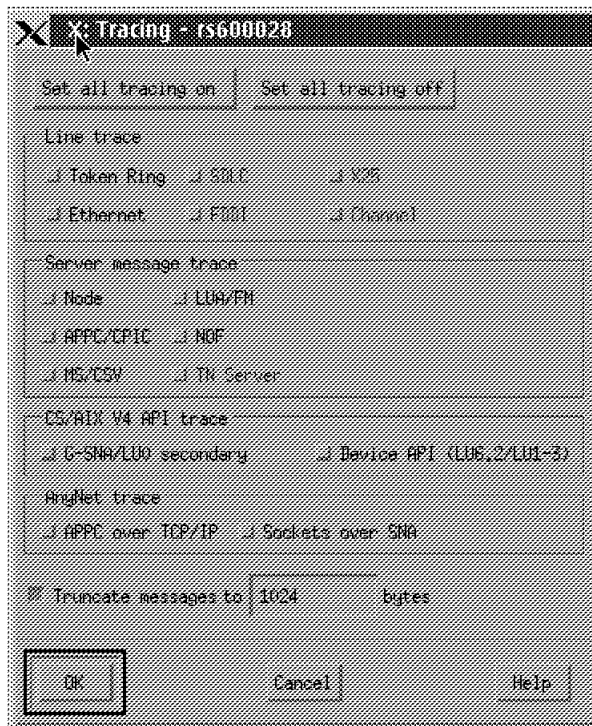 X: Tracing - rs600028
Set all tracing on Set all tracing off
Line trace
Token Ring SDLC X25
Ethernet FDDI Channel
Server message trace
Node LUA/FM
APPC/CPIC NOF
MS/CSV TN Server
CS/AIX V4 API trace
G-SNA/LU0 secondary Device API (LU6.2/LU1-3)
AnyNet trace
APPC over TCP/IP Sockets over SNA
Truncate messages to 1024 bytes
OK Cancel Help